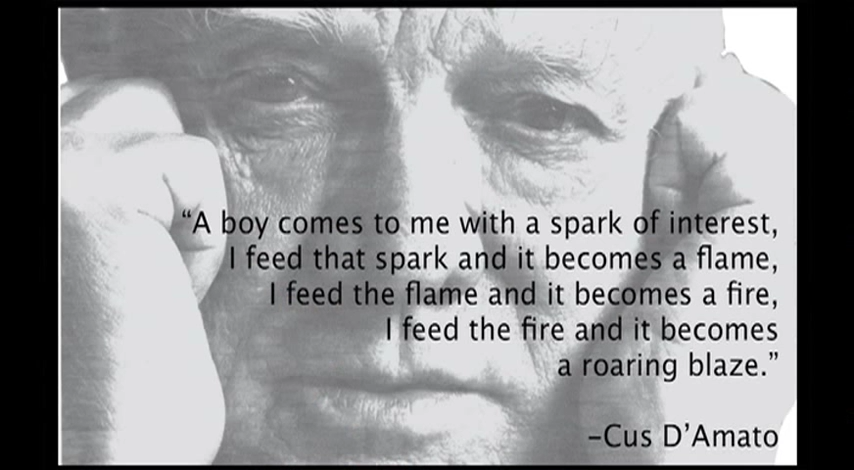 “A boy comes to me with a spark of interest,
I feed that spark and it becomes a flame,
I feed the flame and it becomes a fire,
I feed the fire and it becomes
a roaring blaze.”
–Cus D’Amato